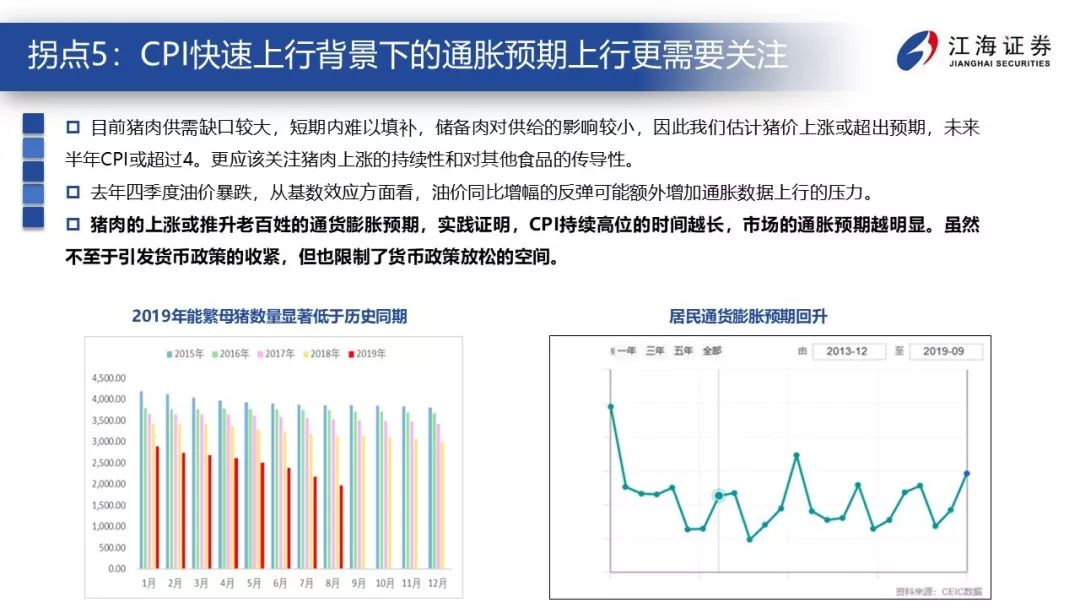 拐点5：CPI快速上行背景下的通胀预期上行更需要关注
江海证券
JIANGHAI SECURITIES
目前猪肉供需缺口较大，短期内难以填补，储备肉对供给的影响较小，因此我们估计猪价上涨或超出预期，未来
半年CPI或超过4。更应该关注猪肉上涨的持续性和对其他食品的传导性。
去年四季度油价暴跌，从基数效应方面看，油价同比增幅的反弹可能额外增加通胀数据上行的压力。
猪肉的上涨或推升老百姓的通货膨胀预期，实践证明，CPI持续高位的时间越长，市场的通胀预期越明显。虽然
不至于引发货币政策的收紧，但也限制了货币政策放松的空间。
2019年能繁母猪数量显著低于历史同期
2015年 2016年 2017年 2018年 2019年
4,500.00
4,000.00
3,500.00
3,000.00
2,500.00
2,000.00
1,500.00
1,000.00
500.00
0.00
1月 2月 3月 4月 5月 6月 7月 8月 9月 10月 11月 12月
居民通货膨胀预期回升
一年 三年 五年 全部 由 2013-12 至 2019-09
资料来源：CEIC数据